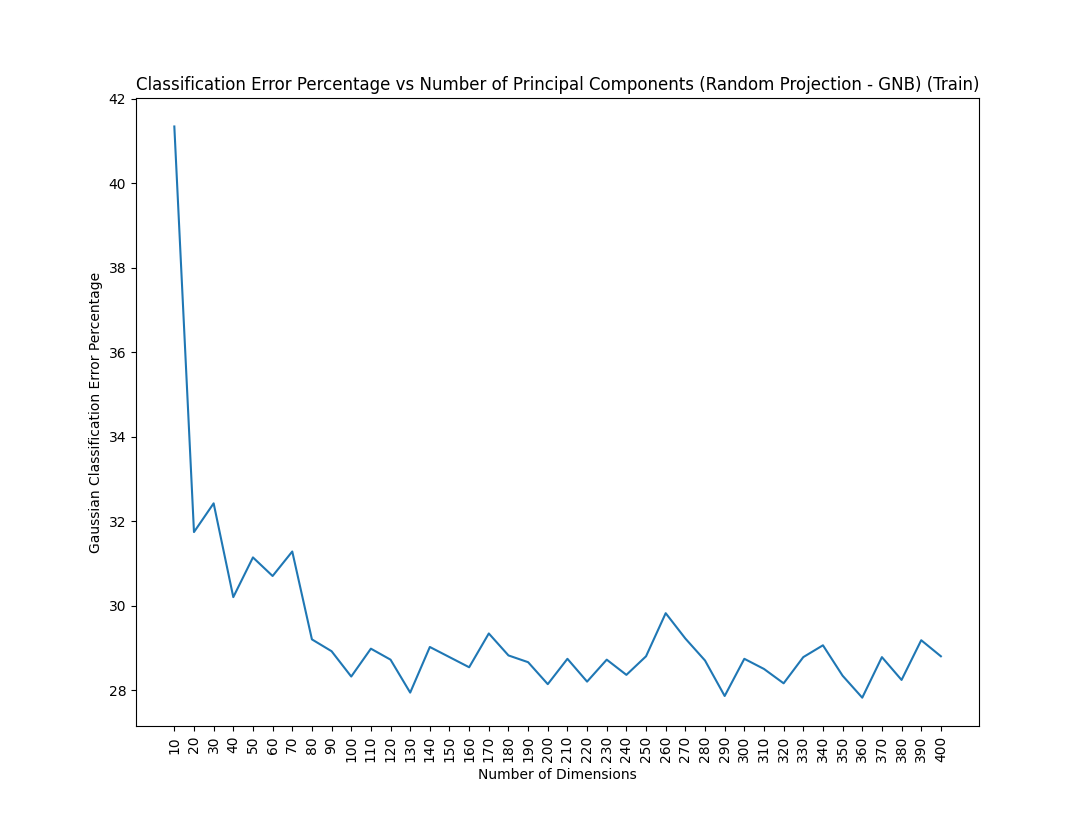 Classification Error Percentage vs Number of Principal Components (Random Projection - GNB) (Train)
Gaussian Classification Error Percentage
42
40
38
36
34
32
30
28
10 20 30 40 50 60 70 80 90 100 110 120 130 140 150 160 170 180 190 200 210 220 230 240 250 260 270 280 290 300 310 320 330 340 350 360 370 380 390 400
Number of Dimensions